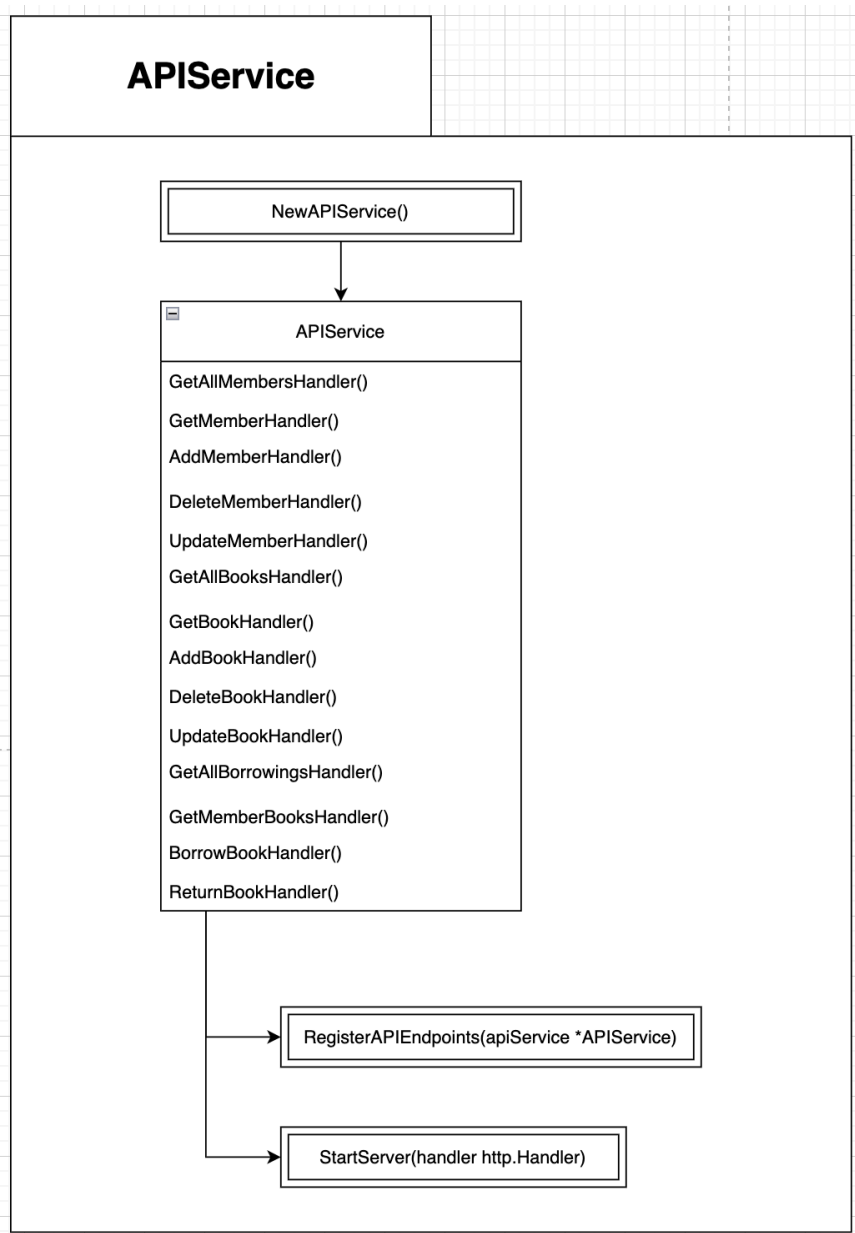 APIService
NewAPIService()
APIService
GetAllMembersHandler()
GetMemberHandler()
AddMemberHandler()
DeleteMemberHandler()
UpdateMemberHandler()
GetAllBooksHandler()
GetBookHandler()
AddBookHandler()
DeleteBookHandler()
UpdateBookHandler()
GetAllBorrowingsHandler()
GetMemberBooksHandler()
BorrowBookHandler()
ReturnBookHandler()
RegisterAPIEndpoints(apiService *APIService)
StartServer(handler http.Handler)